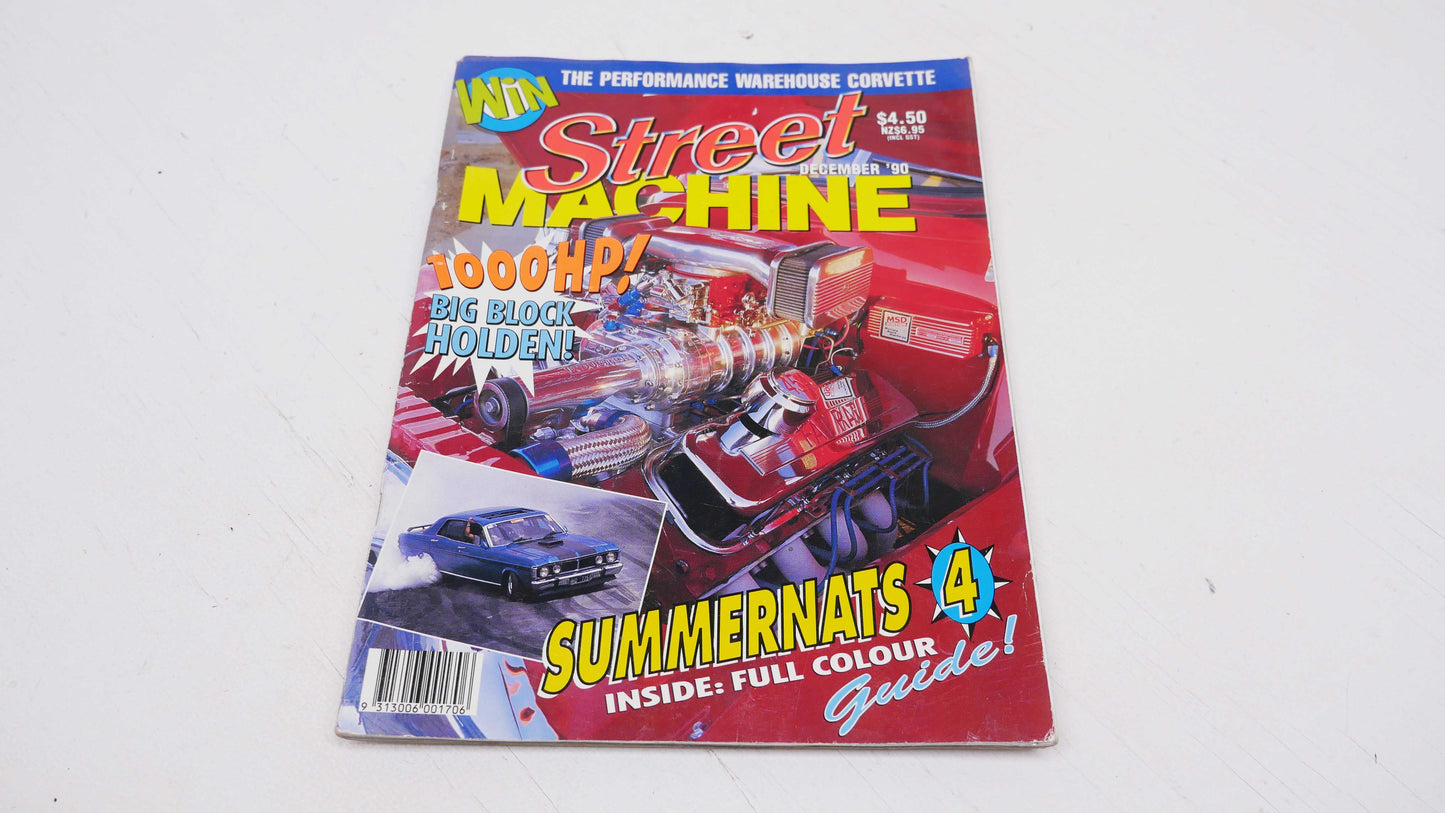 WiN
THE PERFORMANCE WAREHOUSE CORVETTE
Street
$4.50
NZ$6.95
(INCL GST)
DECEMBER '90
MACHINE
1000HP!
BIG BLOCK
HOLDEN!
MSD
SUMMERNATS 4
INSIDE: FULL COLOUR
Guide!
9 313006 001706